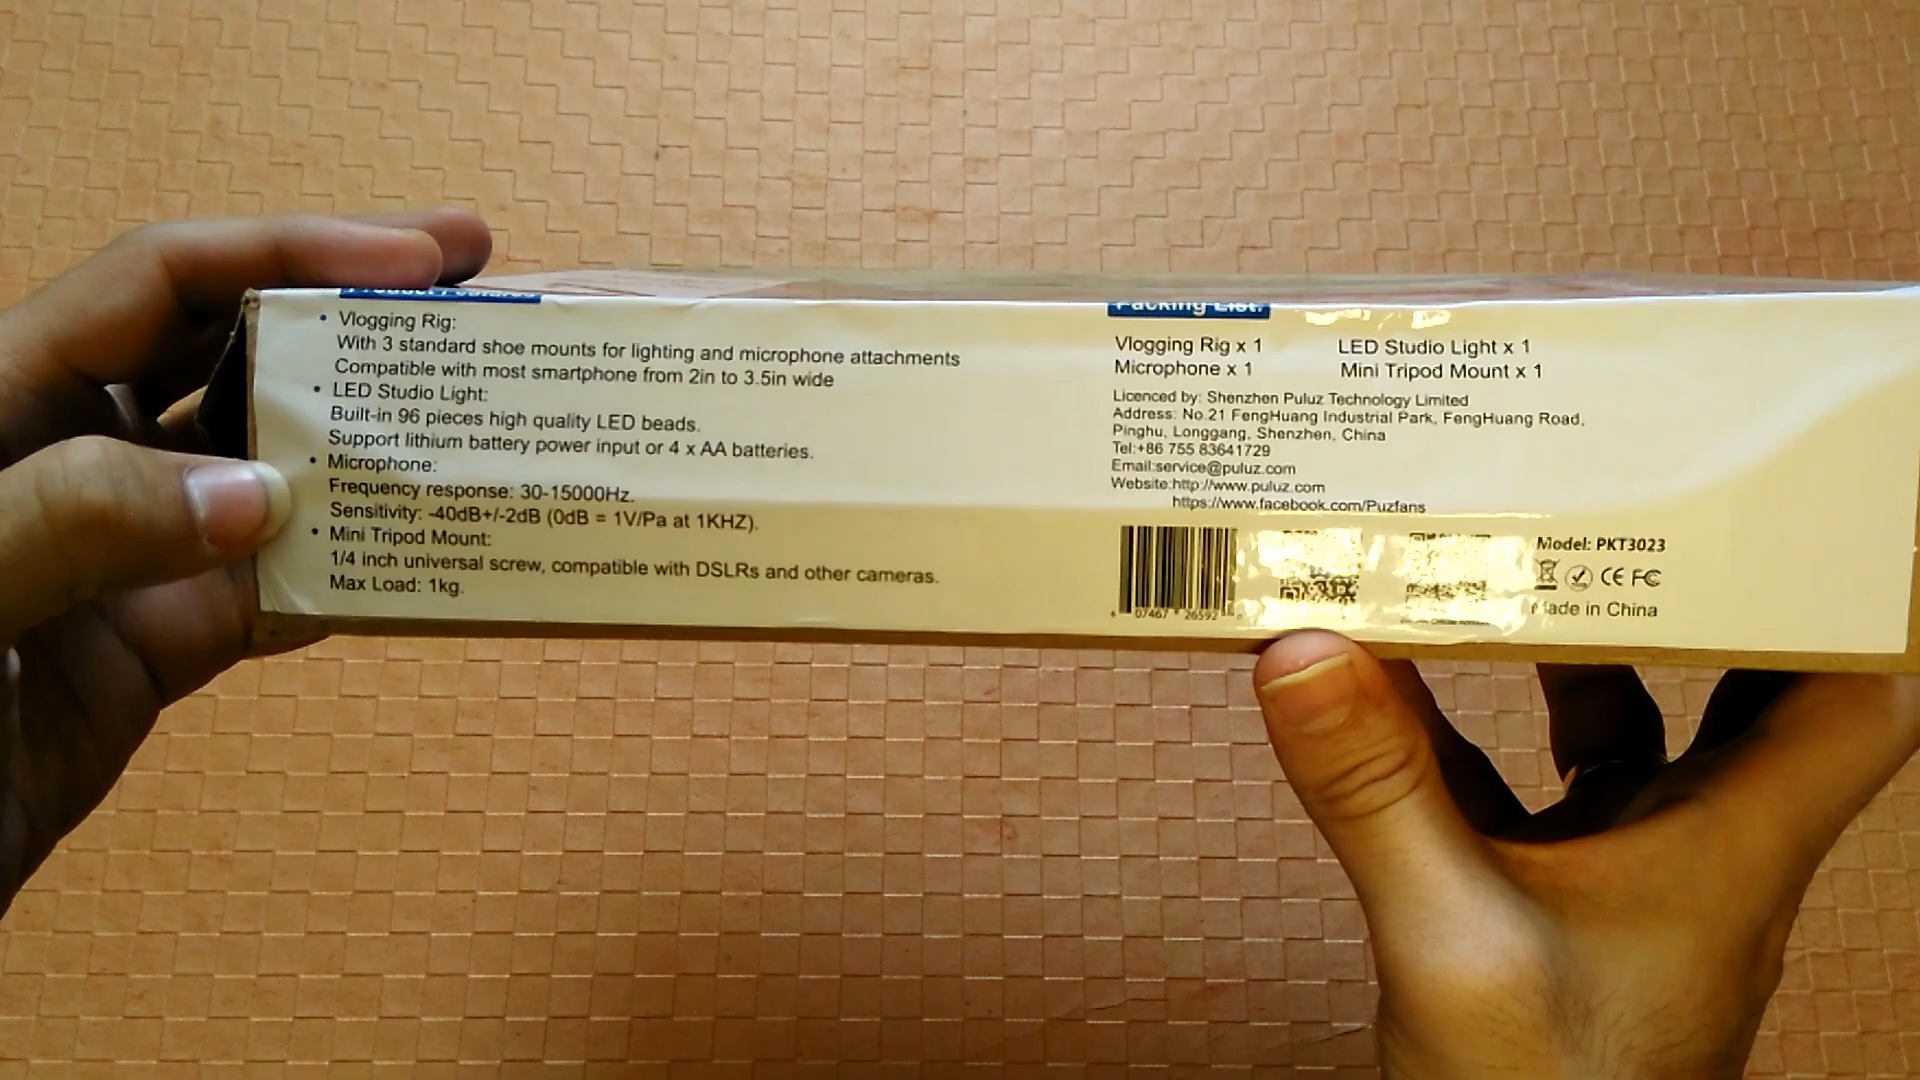 Product Features
• Vlogging Rig:
With 3 standard shoe mounts for lighting and microphone attachments
Compatible with most smartphone from 2in to 3.5in wide
• LED Studio Light:
Built-in 96 pieces high quality LED beads.
Support lithium battery power input or 4 x AA batteries.
• Microphone:
Frequency response: 30-15000Hz.
Sensitivity: -40dB+/-2dB (0dB = 1V/Pa at 1KHZ).
• Mini Tripod Mount:
1/4 inch universal screw, compatible with DSLRs and other cameras.
Max Load: 1kg.
Packing List:
Vlogging Rig x 1 LED Studio Light x 1
Microphone x 1 Mini Tripod Mount x 1
Licenced by: Shenzhen Puluz Technology Limited
Address: No.21 FengHuang Industrial Park, FengHuang Road,
Pinghu, Longgang, Shenzhen, China
Tel:+86 755 83641729
Email:service@puluz.com
Website:http://www.puluz.com
https://www.facebook.com/Puzfans
07467 26592
Model: PKT3023
CE FC
Made in China